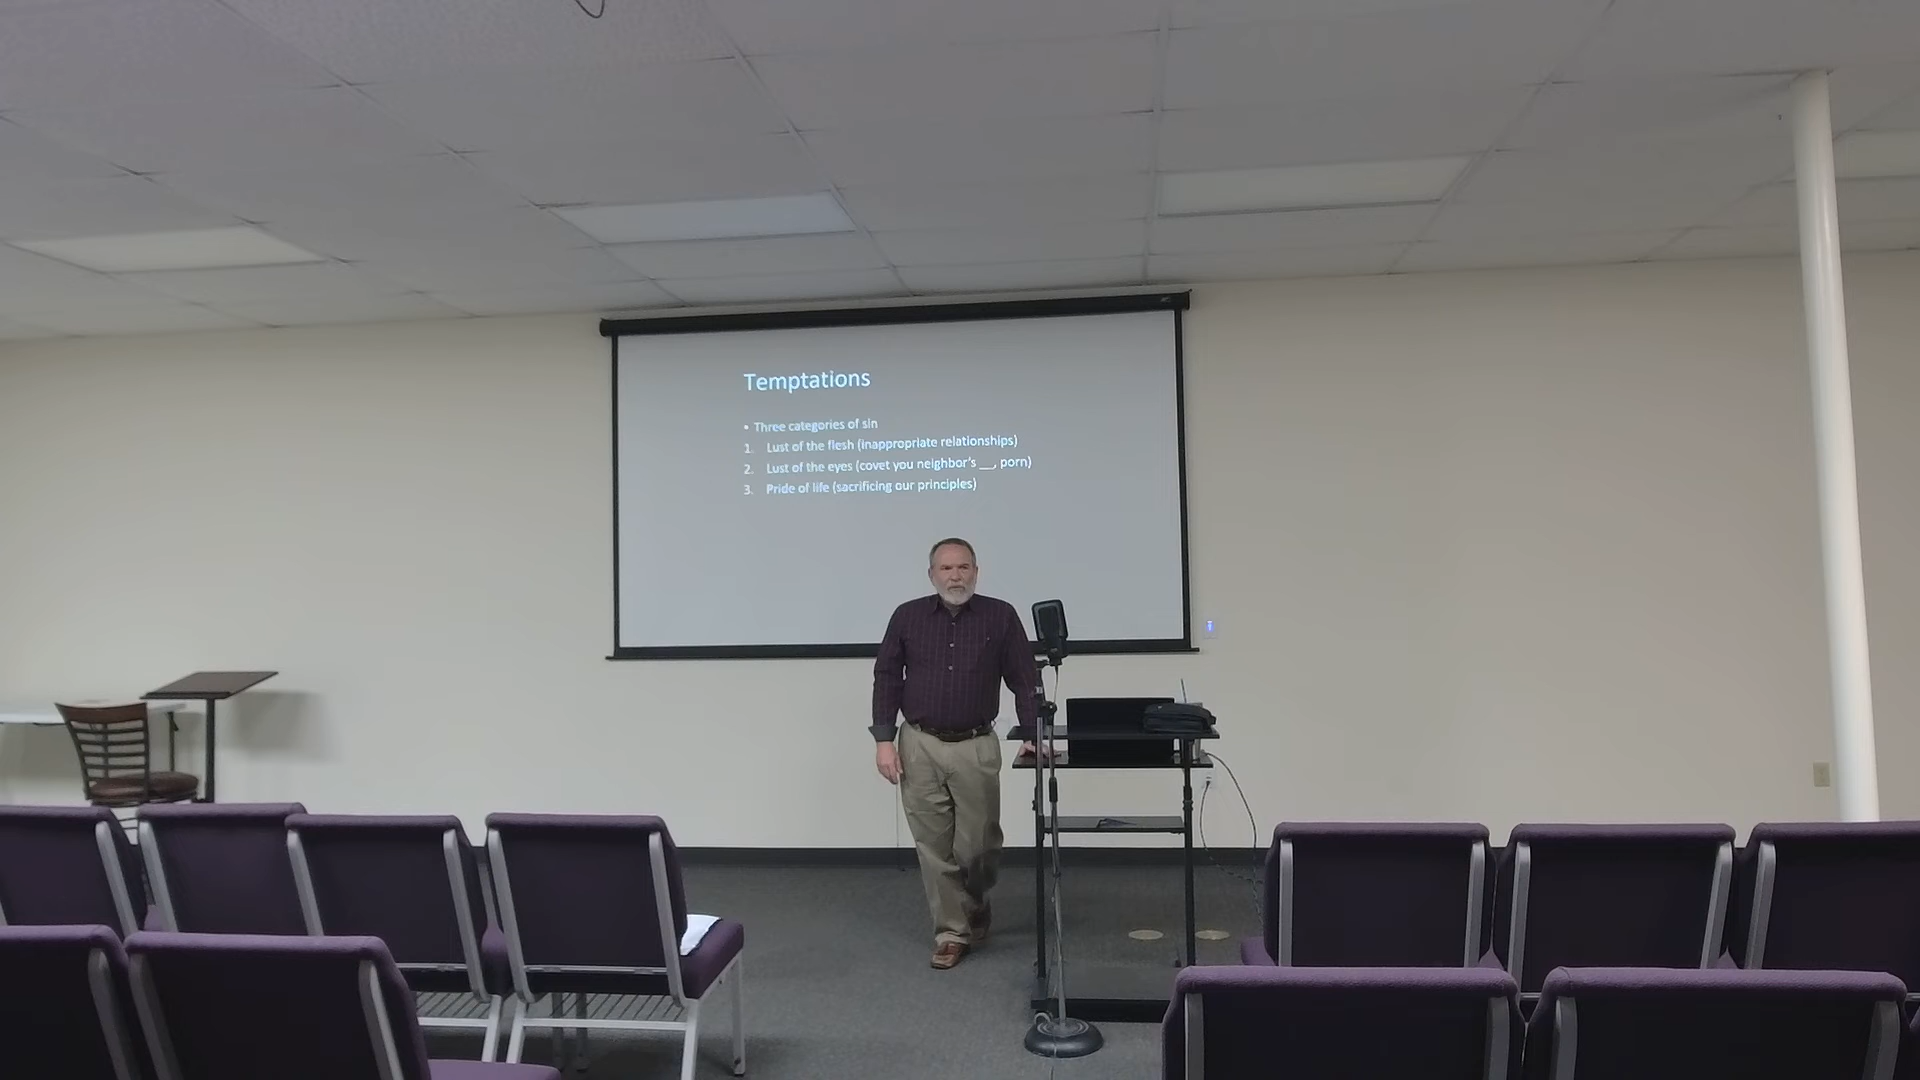 Temptations
• Three categories of sin
1. Lust of the flesh (inappropriate relationships)
2. Lust of the eyes (covet you neighbor's __, porn)
3. Pride of life (sacrificing our principles)